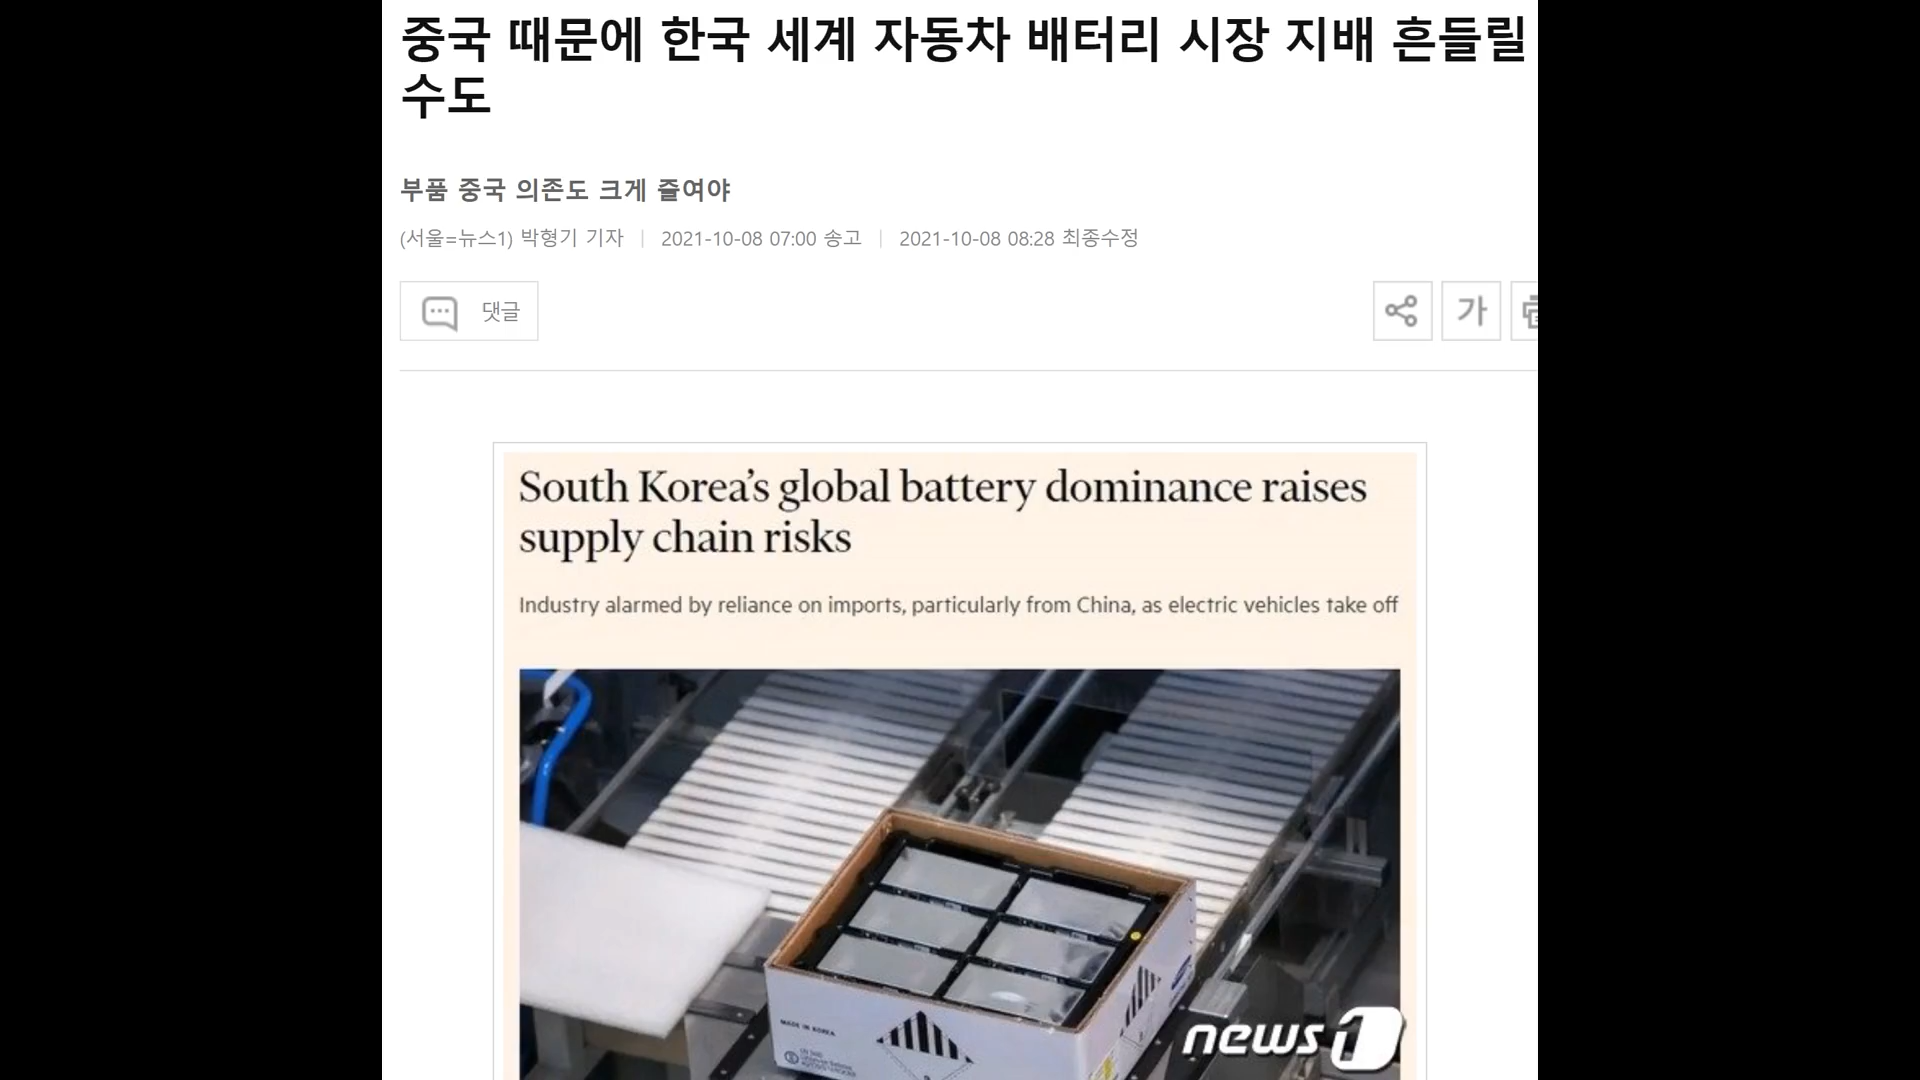 중국 때문에 한국 세계 자동차 배터리 시장 지배 흔들릴
수도
부품 중국 의존도 크게 줄여야
(서울=뉴스1) 박형기 기자 | 2021-10-08 07:00 송고 | 2021-10-08 08:28 최종수정
댓글
가
South Korea’s global battery dominance raises
supply chain risks
Industry alarmed by reliance on imports, particularly from China, as electric vehicles take off
MADE IN KOREA
news1